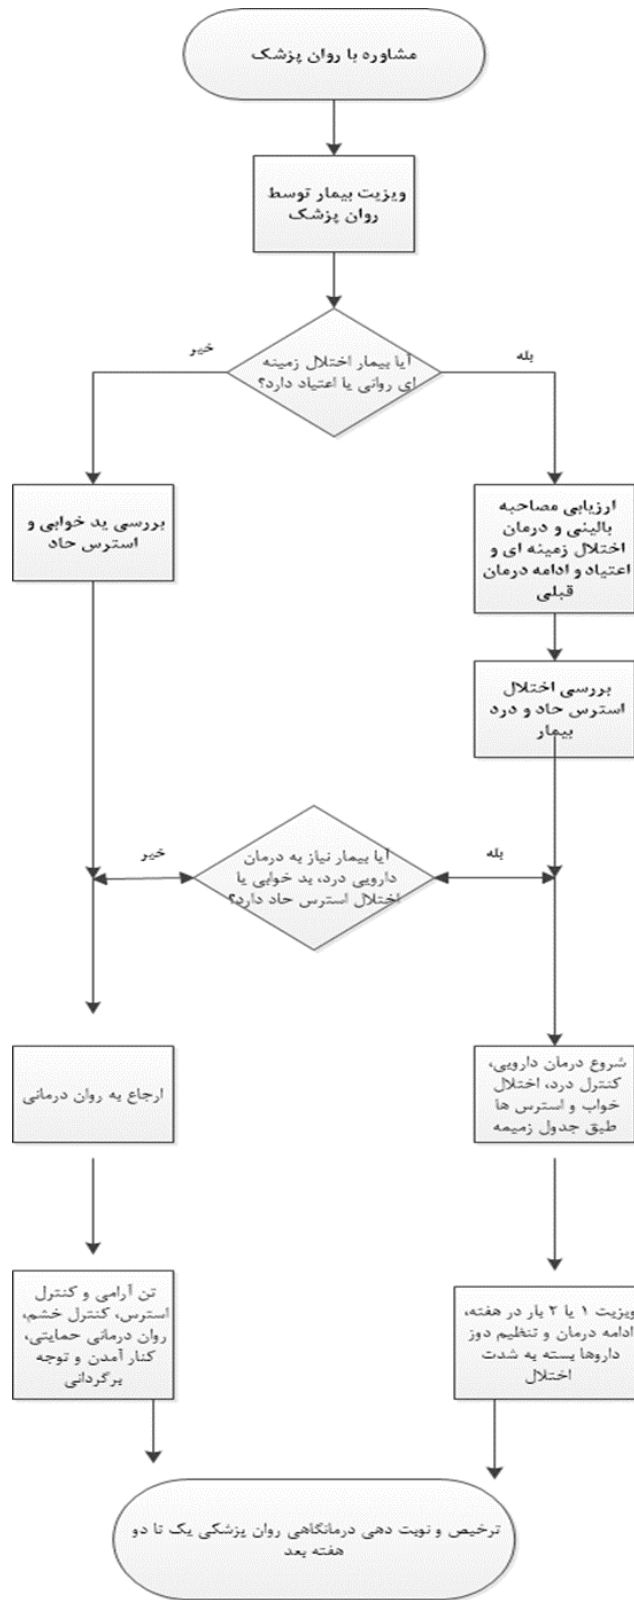 مشاوره با روان پزشک
ویزیت بیمار توسط
روان پزشک
آیا بیمار اختلال زمینه
ای روانی یا اعتیاد دارد؟
خیر
بله
ارزیابی مصاحبه
بالینی و درمان
اختلال زمینه ای و
اعتیاد و ادامه درمان
قبلی
بررسی بد خوابی و
استرس حاد
بررسی اختلال
استرس حاد و درد
بیمار
آیا بیمار نیاز به درمان
دارویی درد، بد خوابی یا
اختلال استرس حاد دارد؟
خیر
بله
شروع درمان دارویی،
کنترل درد، اختلال
خواب و استرس ها
طبق جدول زمیمه
ارجاع به روان درمانی
ویزیت ۱ یا ۲ بار در هفته،
ادامه درمان و تنظیم دوز
داروها بسته به شدت
اختلال
تن آرامی و کنترل
استرس، کنترل خشم،
روان درمانی حمایتی،
کنار آمدن و توجه
برگردانی
ترخیص و نوبت دهی درمانگاهی روان پزشکی یک تا دو
هفته بعد